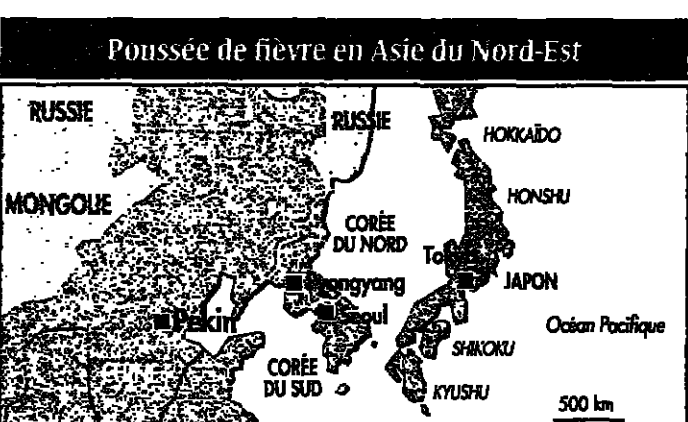 Poussée de fièvre en Asie du Nord-Est
RUSSIE
RUSSIE
HOKKAÏDO
MONGOLIE
HONSHU
CORÉE
DU NORD
JAPON
Pékin
Séoul
Océan Pacifique
SHIKOKU
CORÉE
DU SUD
KYUSHU
500 km